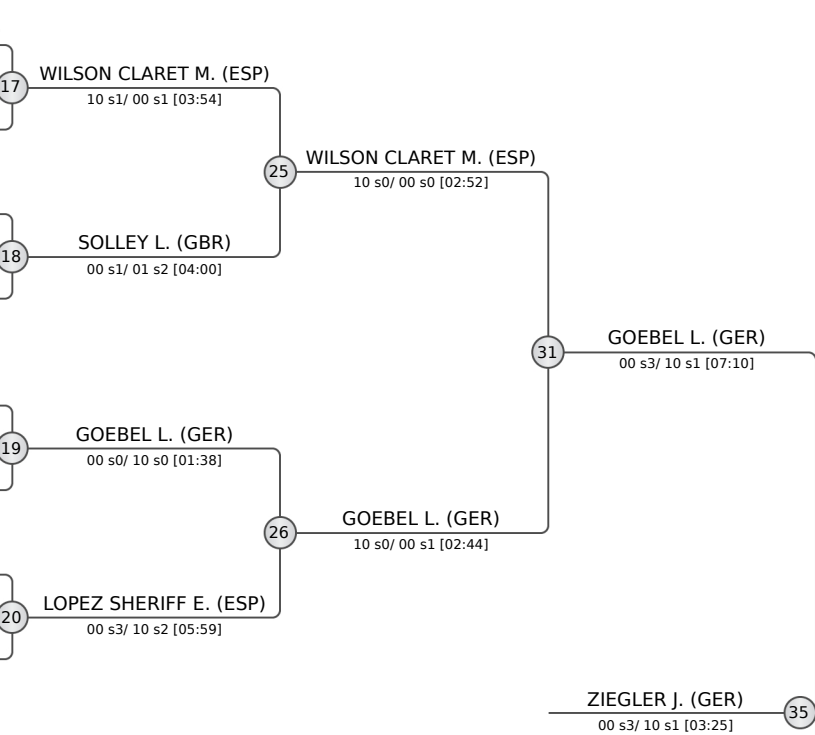 17
WILSON CLARET M. (ESP)
10 s1/ 00 s1 [03:54]
25
WILSON CLARET M. (ESP)
10 s0/ 00 s0 [02:52]
18
SOLLEY L. (GBR)
00 s1/ 01 s2 [04:00]
31
GOEBEL L. (GER)
00 s3/ 10 s1 [07:10]
19
GOEBEL L. (GER)
00 s0/ 10 s0 [01:38]
26
GOEBEL L. (GER)
10 s0/ 00 s1 [02:44]
20
LOPEZ SHERIFF E. (ESP)
00 s3/ 10 s2 [05:59]
ZIEGLER J. (GER)
00 s3/ 10 s1 [03:25]
35